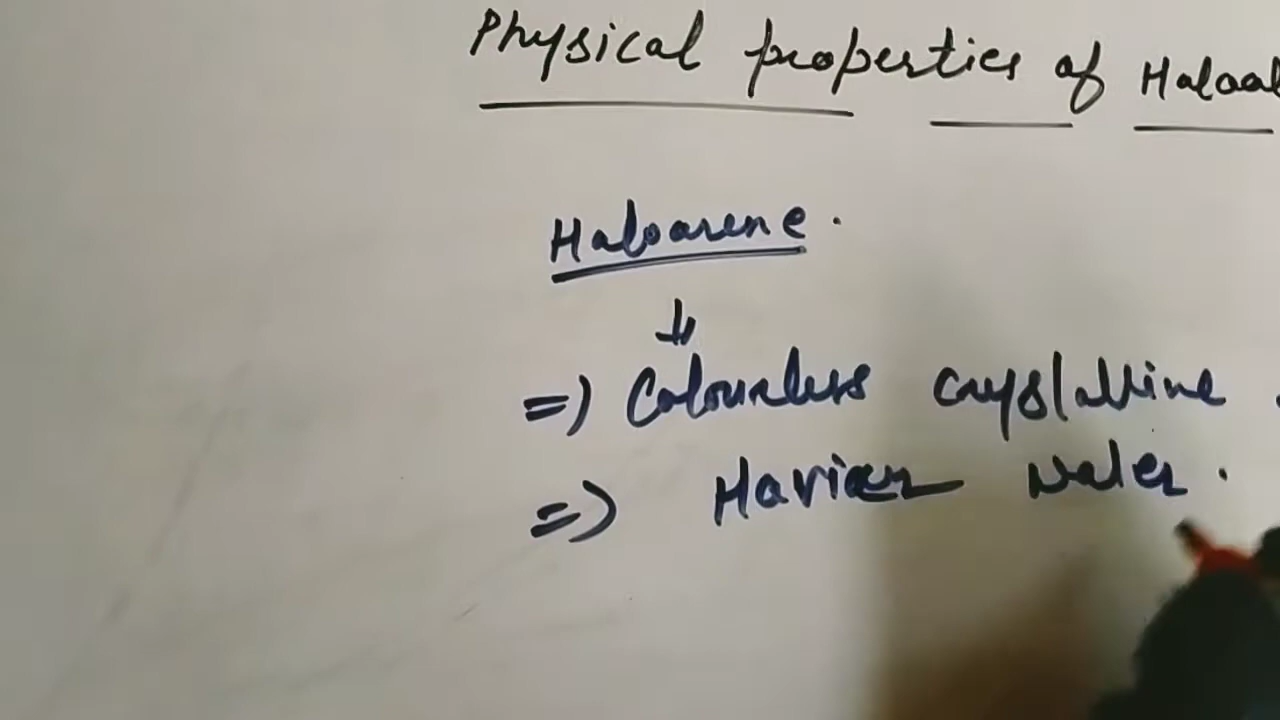 Physical properties of Haloal
Haloarene.
⇓
=) Colourless crystalline
=) Havier water.